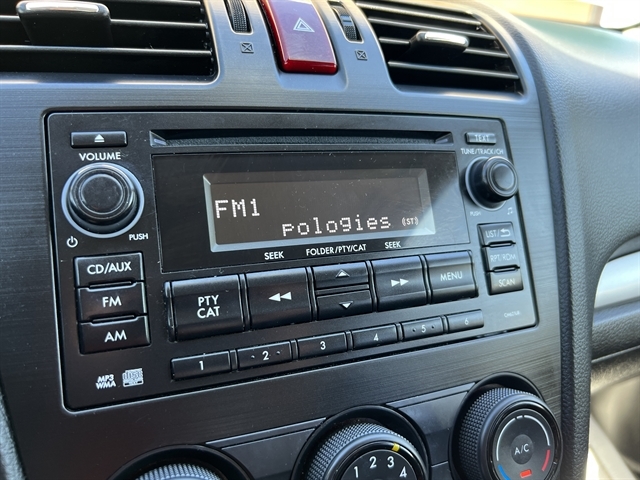 TEXT
VOLUME
TUNE/TRACK/CH
FM1
pologies (ST)
PUSH
PUSH
LIST/
SEEK FOLDER/PTY/CAT SEEK
CD/AUX
RPT/RDM
PTY
CAT
MENU
FM
SCAN
AM
1 2 3 4 5 6
MP3
WMA
1 2 3 4
A/C